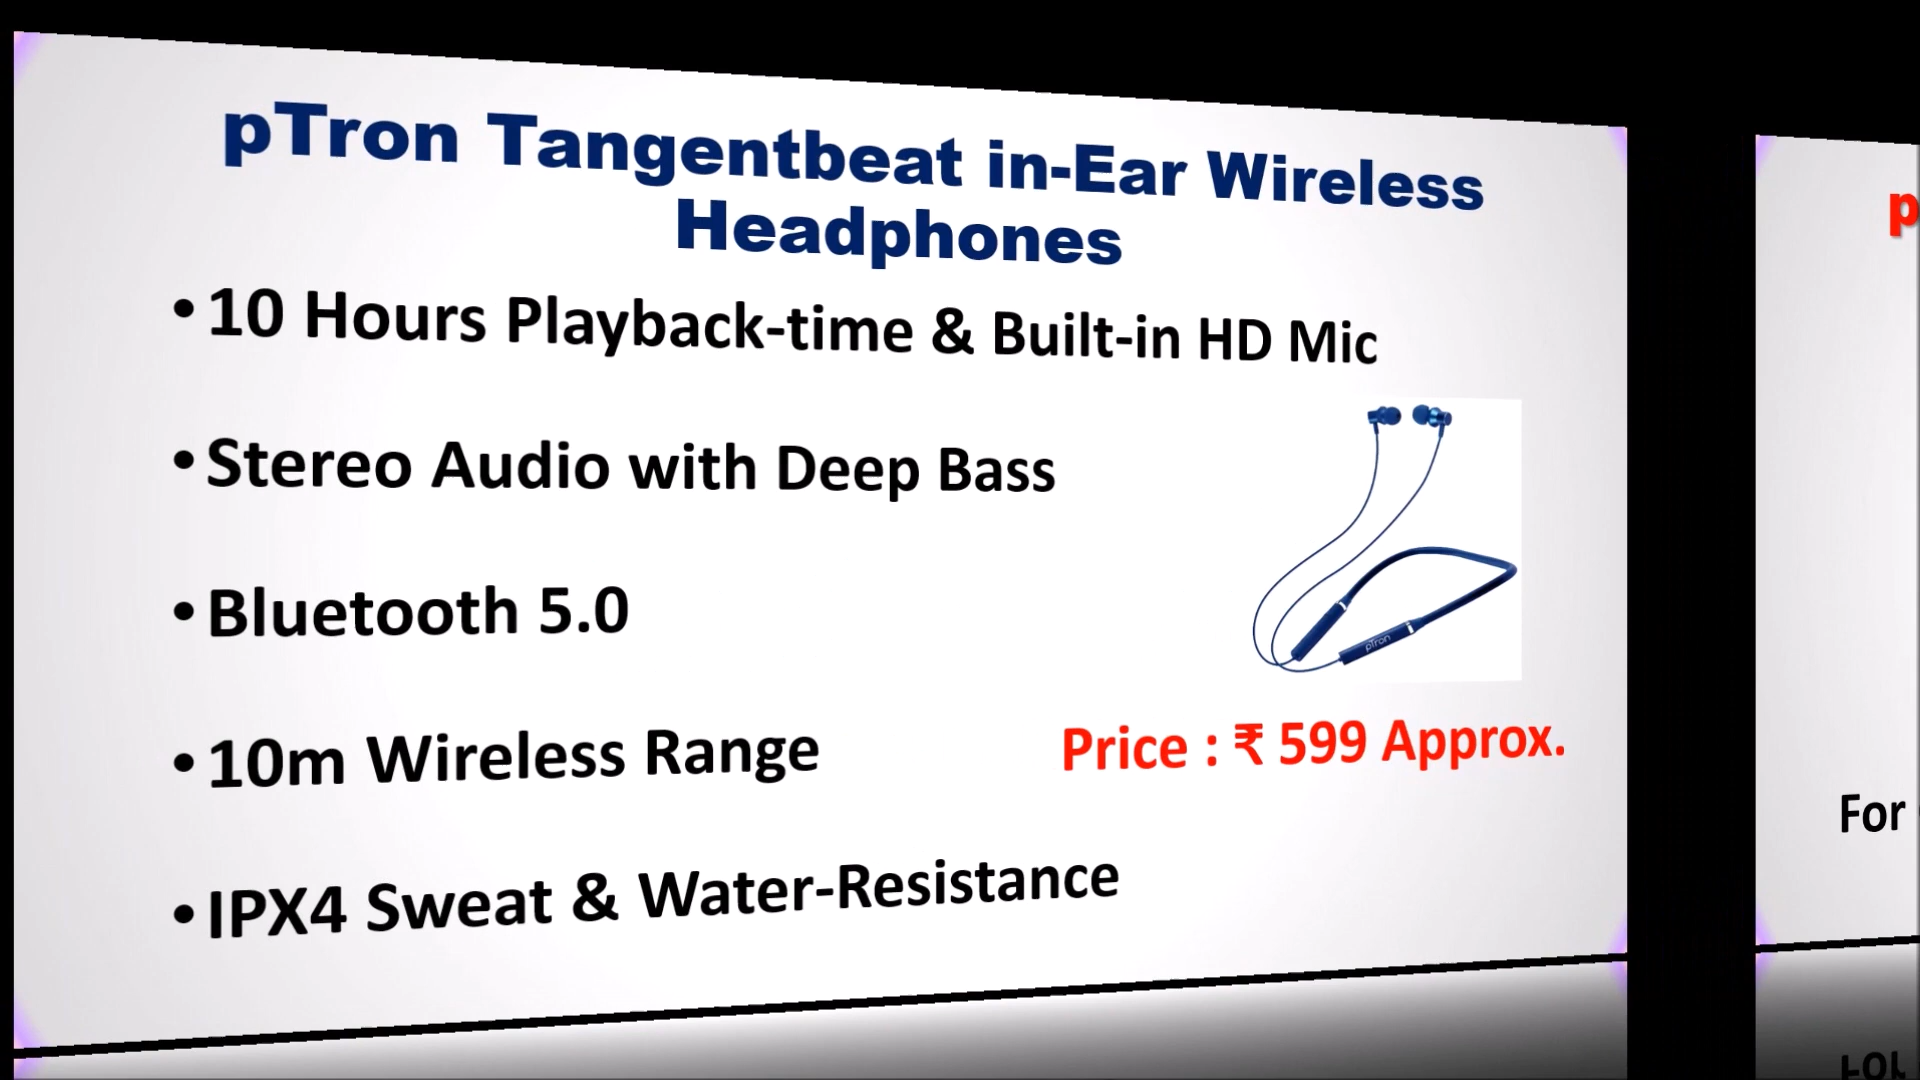 pTron Tangentbeat in-Ear Wireless
Headphones
• 10 Hours Playback-time & Built-in HD Mic
• Stereo Audio with Deep Bass
• Bluetooth 5.0
pTron
• 10m Wireless Range
Price : ₹ 599 Approx.
• IPX4 Sweat & Water-Resistance
p
For